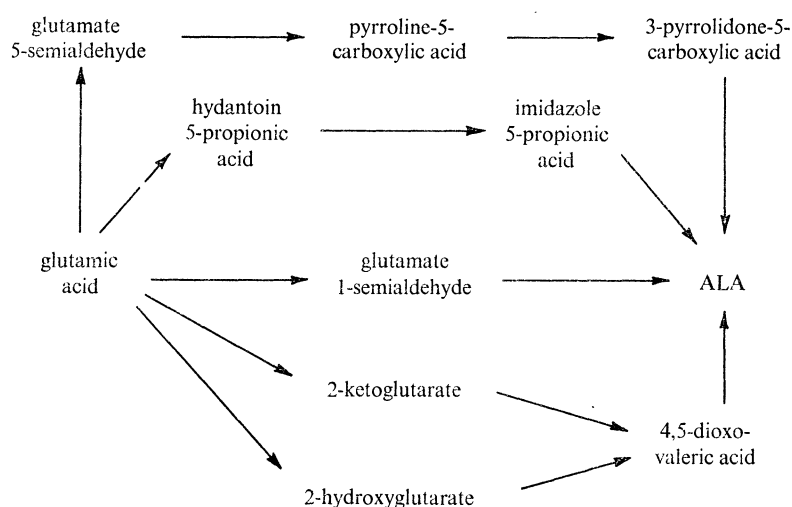 glutamate
5-semialdehyde
pyrroline-5-
carboxylic acid
3-pyrrolidone-5-
carboxylic acid
hydantoin
5-propionic
acid
imidazole
5-propionic
acid
glutamic
acid
glutamate
1-semialdehyde
ALA
2-ketoglutarate
4,5-dioxo-
valeric acid
2-hydroxyglutarate